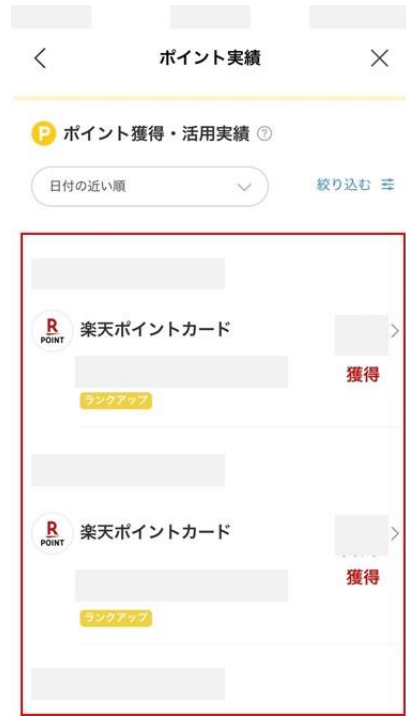 ポイント実績
P ポイント獲得・活用実績 ?
日付の近い順
絞り込む
R POINT 楽天ポイントカード
獲得
ランクアップ
R POINT 楽天ポイントカード
獲得
ランクアップ